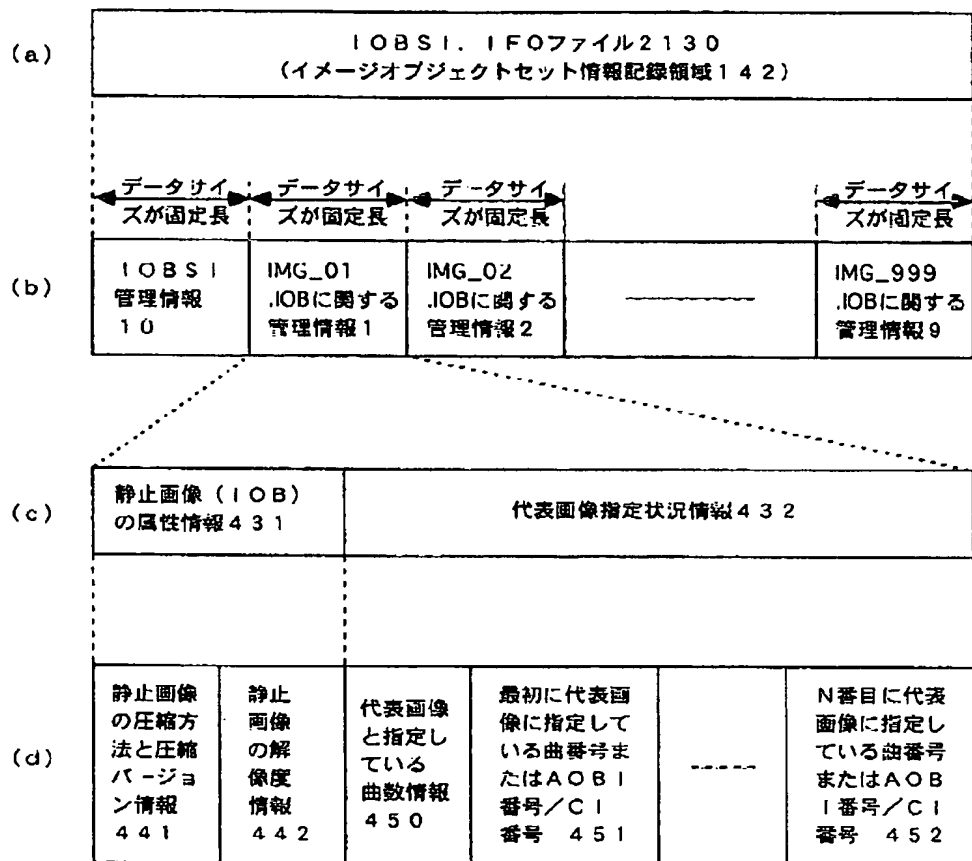 (a)
IOBSI.IFOファイル2130
(イメージオブジェクトセット情報記録領域142)
データサイ
ズが固定長
データサイ
ズが固定長
データサイ
ズが固定長
データサイ
ズが固定長
(b)
IOBSI
管理情報
10
IMG_01
.IOBに関する
管理情報1
IMG_02
.IOBに関する
管理情報2
IMG_999
.IOBに関する
管理情報9
(c)
静止画像(IOB)
の属性情報431
代表画像指定状況情報432
(d)
静止画像
の圧縮方
法と圧縮
バージョ
ン情報
441
静止
画像
の解
像度
情報
442
代表画像
と指定し
ている
曲数情報
450
最初に代表画
像に指定して
いる曲番号ま
たはAOBI
番号/CI
番号 451
N番目に代表
画像に指定し
ている曲番号
またはAOB
I番号/CI
番号 452